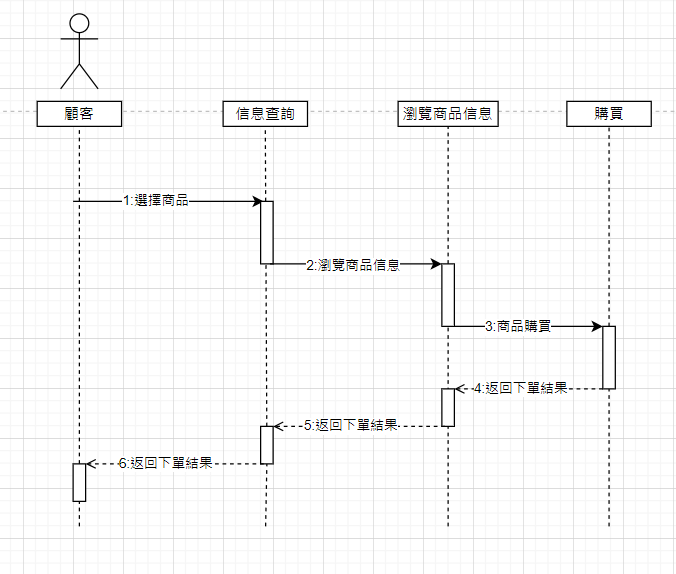 顧客
信息查詢
瀏覽商品信息
購買
1:選擇商品
2:瀏覽商品信息
3:商品購買
4:返回下單結果
5:返回下單結果
6:返回下單結果